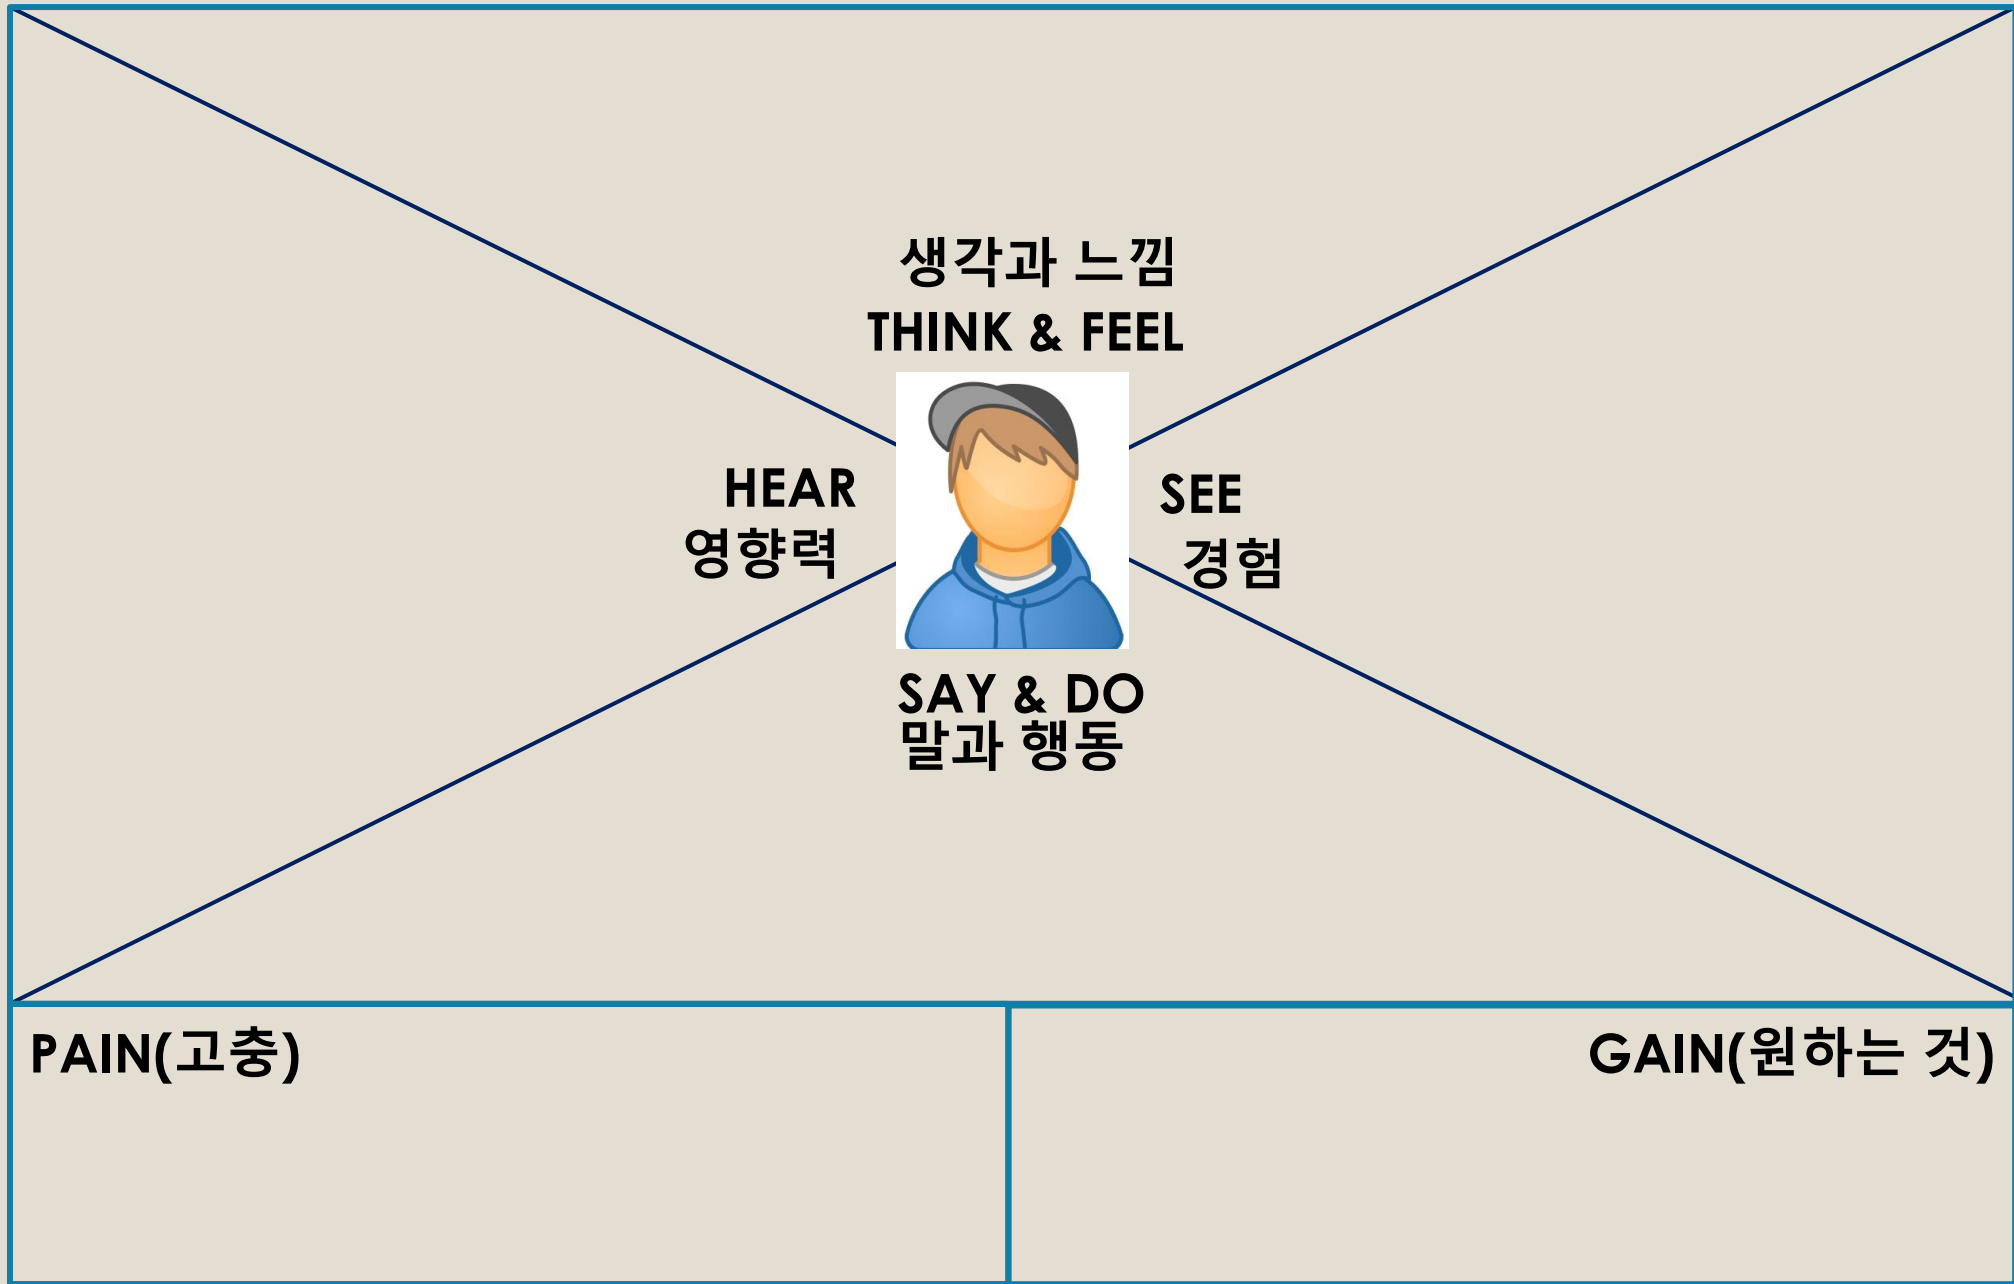 생각과 느낌
THINK & FEEL
HEAR
영향력
SEE
경험
SAY & DO
말과 행동
PAIN(고충)
GAIN(원하는 것)